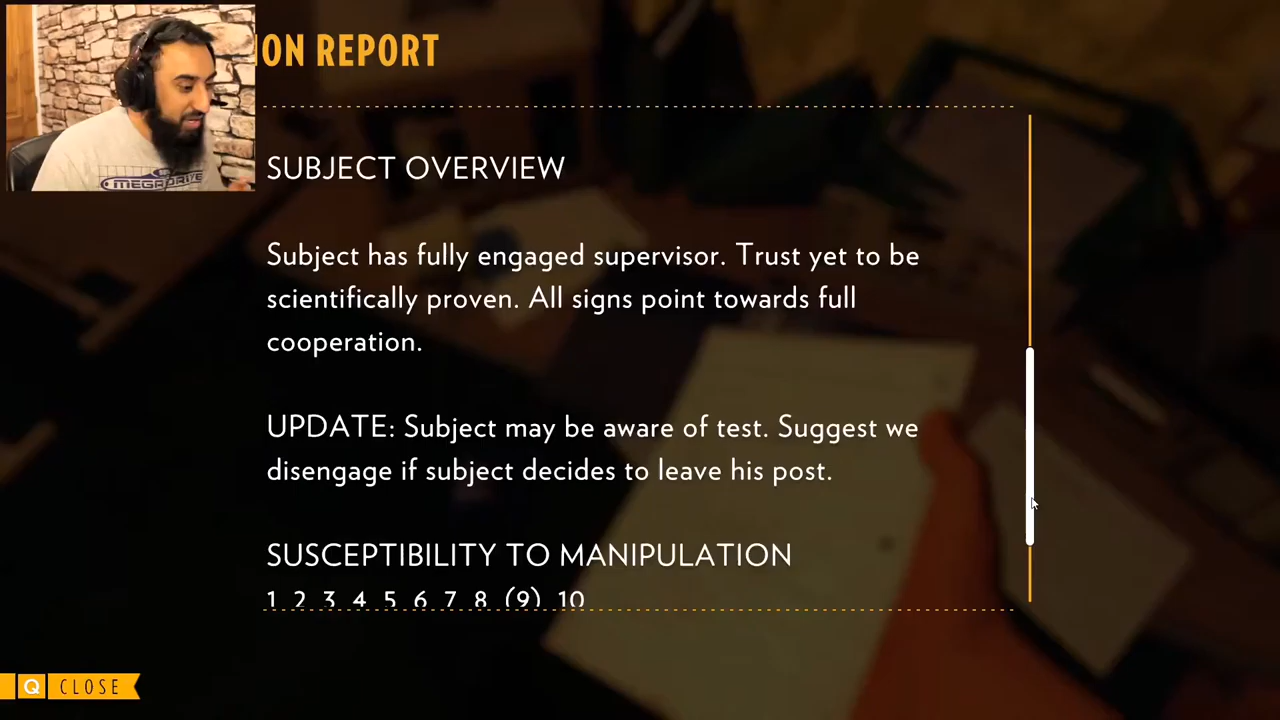 ON REPORT
SUBJECT OVERVIEW
Subject has fully engaged supervisor. Trust yet to be
scientifically proven. All signs point towards full
cooperation.
UPDATE: Subject may be aware of test. Suggest we
disengage if subject decides to leave his post.
SUSCEPTIBILITY TO MANIPULATION
1 2 3 4 5 6 7 8 (9) 10
MEGADRIVE
Q CLOSE